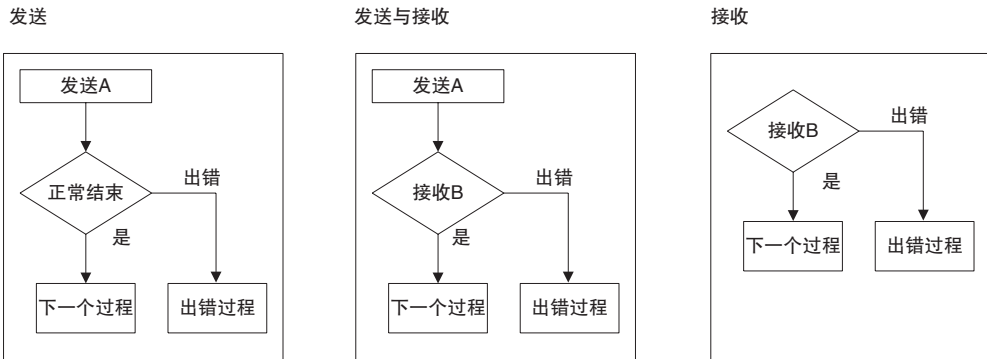 发送
发送A
正常结束
出错
是
下一个过程
出错过程
发送与接收
发送A
接收B
出错
是
下一个过程
出错过程
接收
接收B
出错
是
下一个过程
出错过程